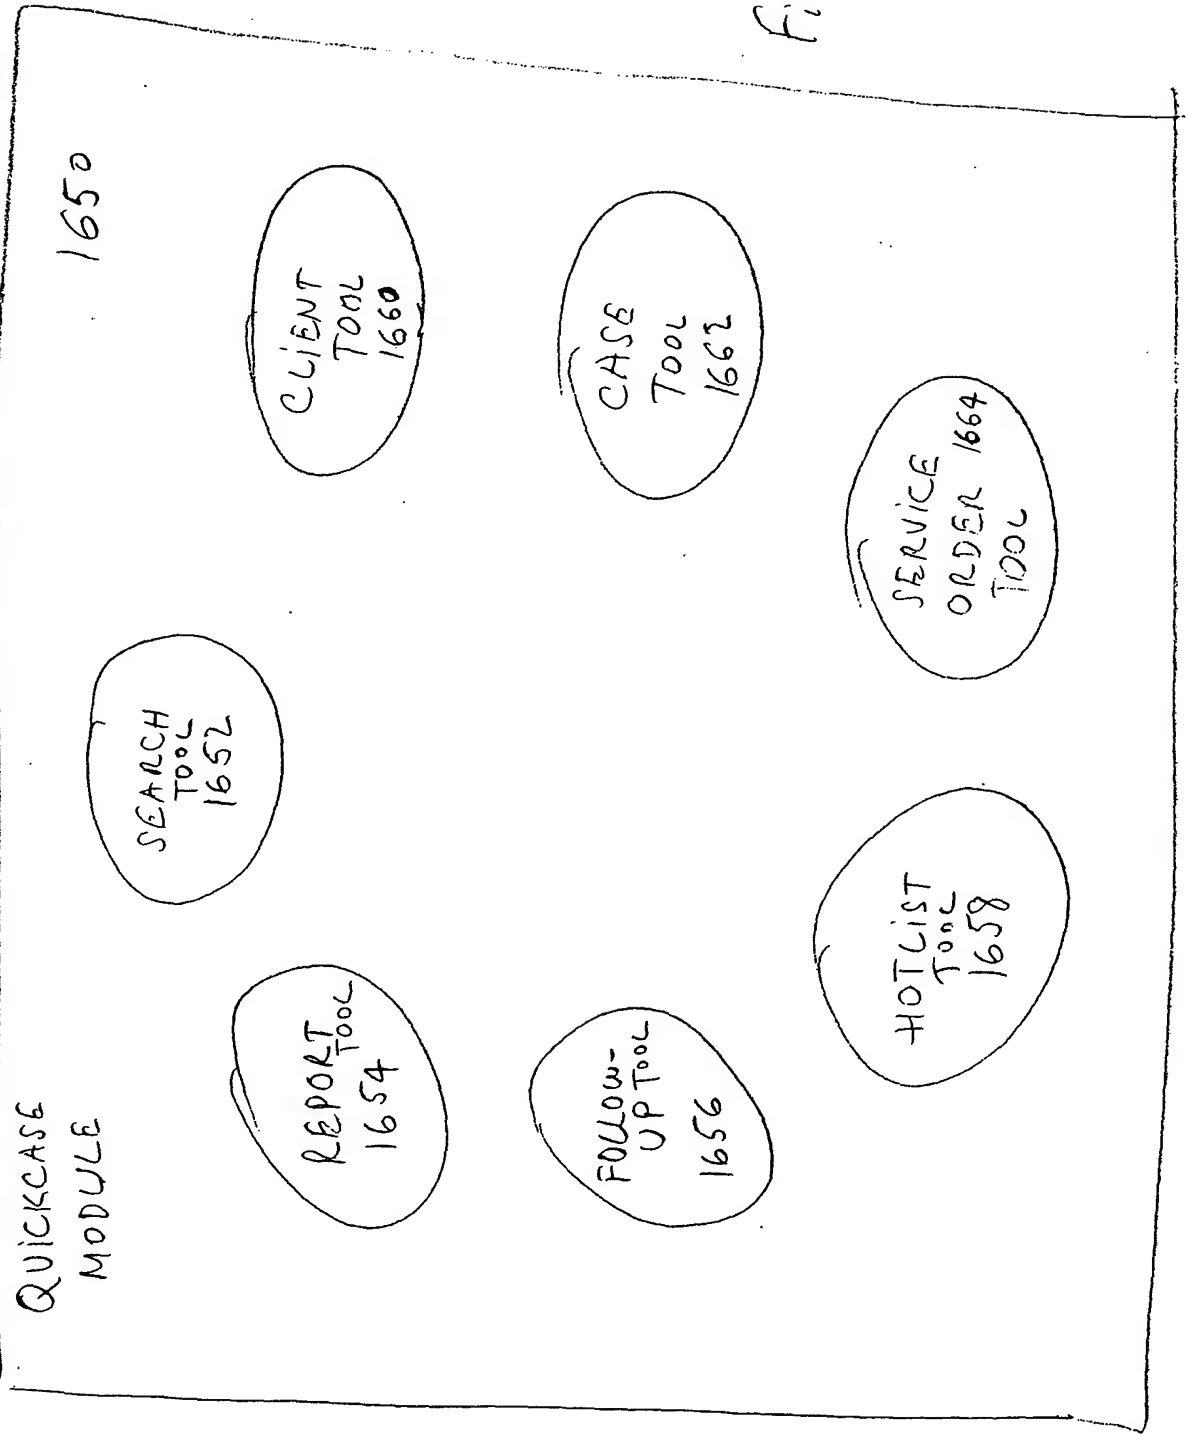 QUICKCASE
MODULE
1650
SEARCH
TOOL
1652
REPORT
TOOL
1654
CLIENT
TOOL
1660
FOLLOW-
UP TOOL
1656
CASE
TOOL
1662
HOTLIST
TOOL
1658
SERVICE
ORDER 1664
TOOL